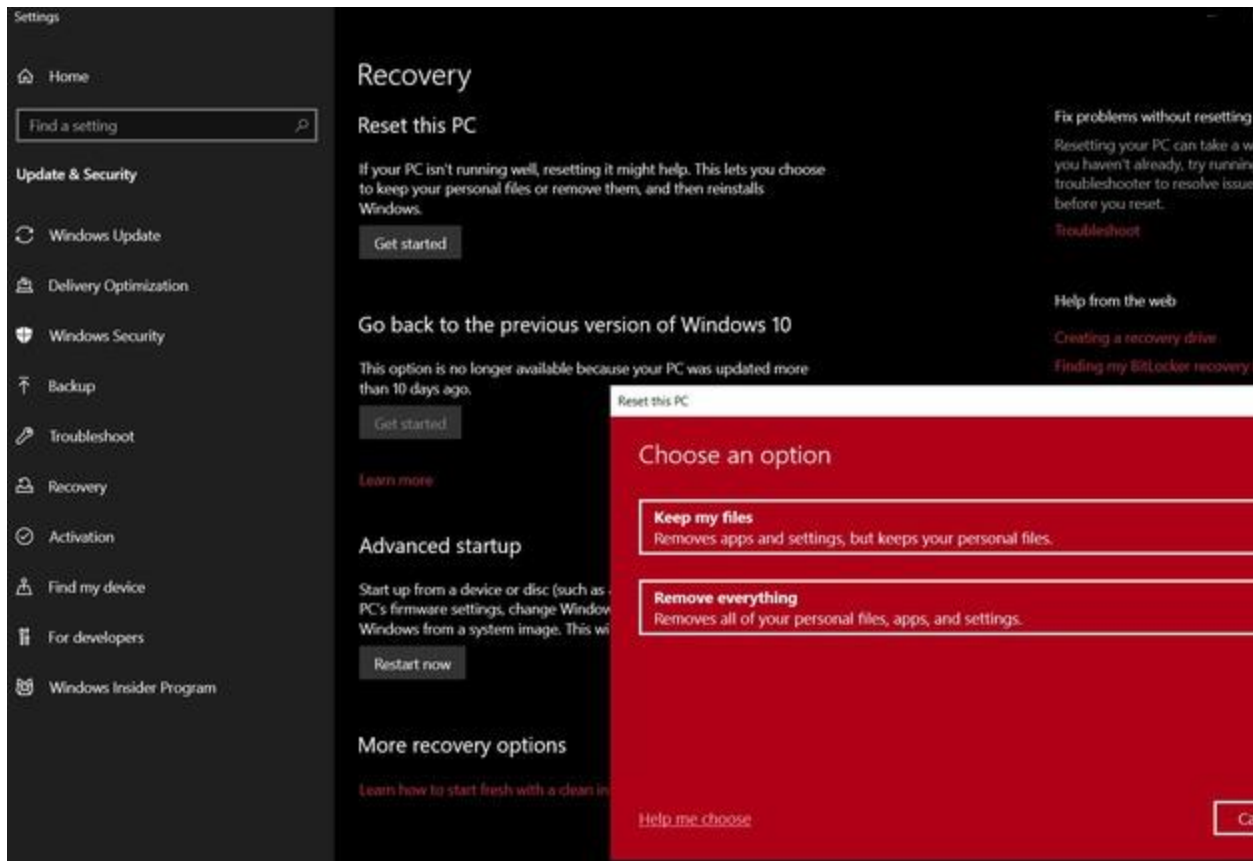 Settings
Home
Find a setting
Update & Security
Windows Update
Delivery Optimization
Windows Security
Backup
Troubleshoot
Recovery
Activation
Find my device
For developers
Windows Insider Program
Recovery
Reset this PC
If your PC isn't running well, resetting it might help. This lets you choose
to keep your personal files or remove them, and then reinstalls
Windows.
Get started
Go back to the previous version of Windows 10
This option is no longer available because your PC was updated more
than 10 days ago.
Get started
Learn more
Advanced startup
Start up from a device or disc (such as
PC's firmware settings, change Window
Windows from a system image. This wi
Restart now
More recovery options
Learn how to start fresh with a clean in
Fix problems without resetting
Resetting your PC can take a w
you haven't already, try runnin
troubleshooter to resolve issue
before you reset.
Troubleshoot
Help from the web
Creating a recovery drive
Finding my BitLocker recovery
Reset this PC
Choose an option
Keep my files
Removes apps and settings, but keeps your personal files.
Remove everything
Removes all of your personal files, apps, and settings.
Help me choose
Ca